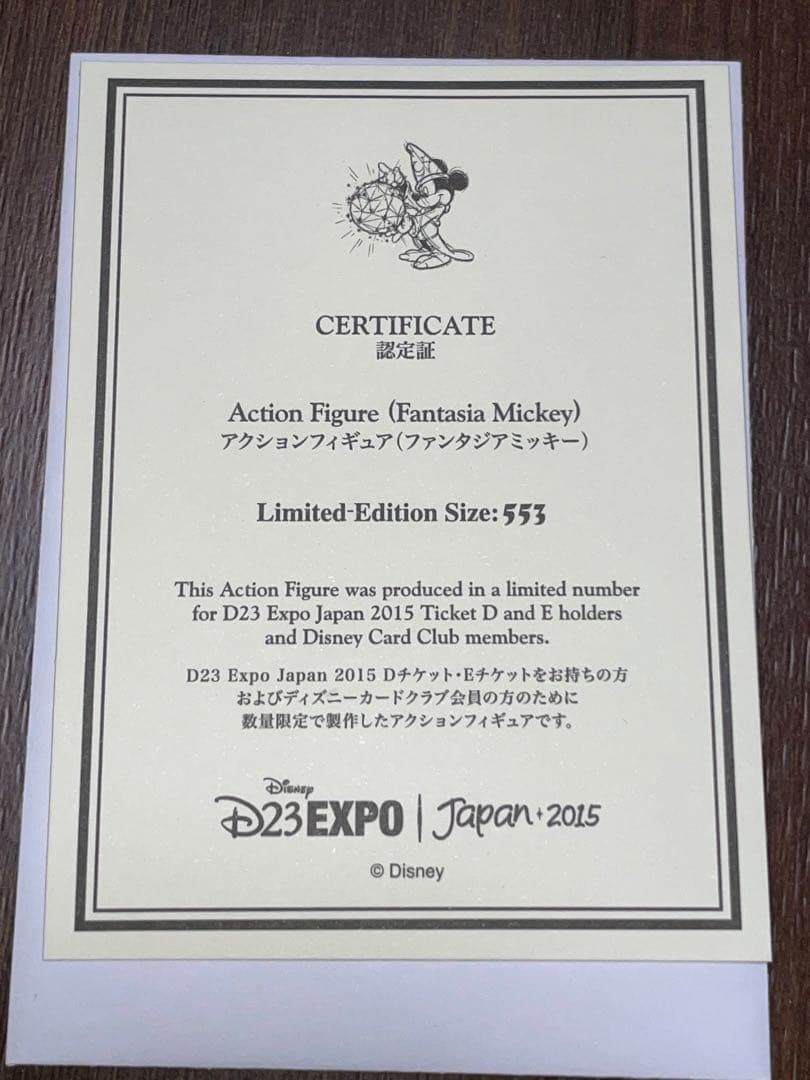 CERTIFICATE
認定証
Action Figure (Fantasia Mickey)
アクションフィギュア(ファンタジアミッキー)
Limited-Edition Size: 553
This Action Figure was produced in a limited number
for D23 Expo Japan 2015 Ticket D and E holders
and Disney Card Club members.
D23 Expo Japan 2015 Dチケット・Eチケットをお持ちの方
およびディズニーカードクラブ会員の方のために
数量限定で製作したアクションフィギュアです。
Disney
D23 EXPO | Japan 2015
© Disney